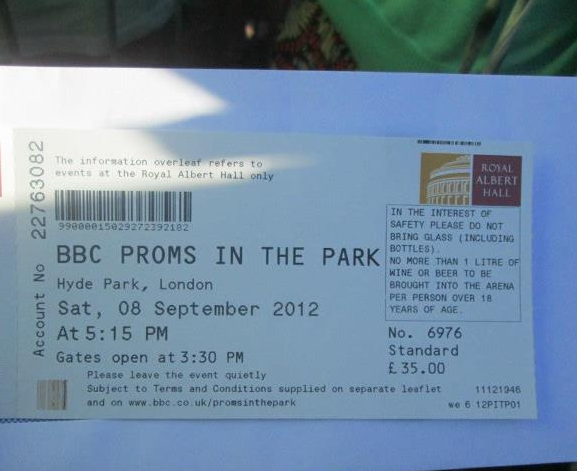 Account No 22763082
The information overleaf refers to
events at the Royal Albert Hall only
99000015029272392182
BBC PROMS IN THE PARK
Hyde Park, London
Sat, 08 September 2012
At 5:15 PM
Gates open at 3:30 PM
Please leave the event quietly
Subject to Terms and Conditions supplied on separate leaflet
and on www.bbc.co.uk/promsinthepark
ROYAL
ALBERT
HALL
IN THE INTEREST OF
SAFETY PLEASE DO NOT
BRING GLASS (INCLUDING
BOTTLES).
NO MORE THAN 1 LITRE OF
WINE OR BEER TO BE
BROUGHT INTO THE ARENA
PER PERSON OVER 18
YEARS OF AGE.
No. 6976
Standard
£35.00
11121946
we 6 12PITP01